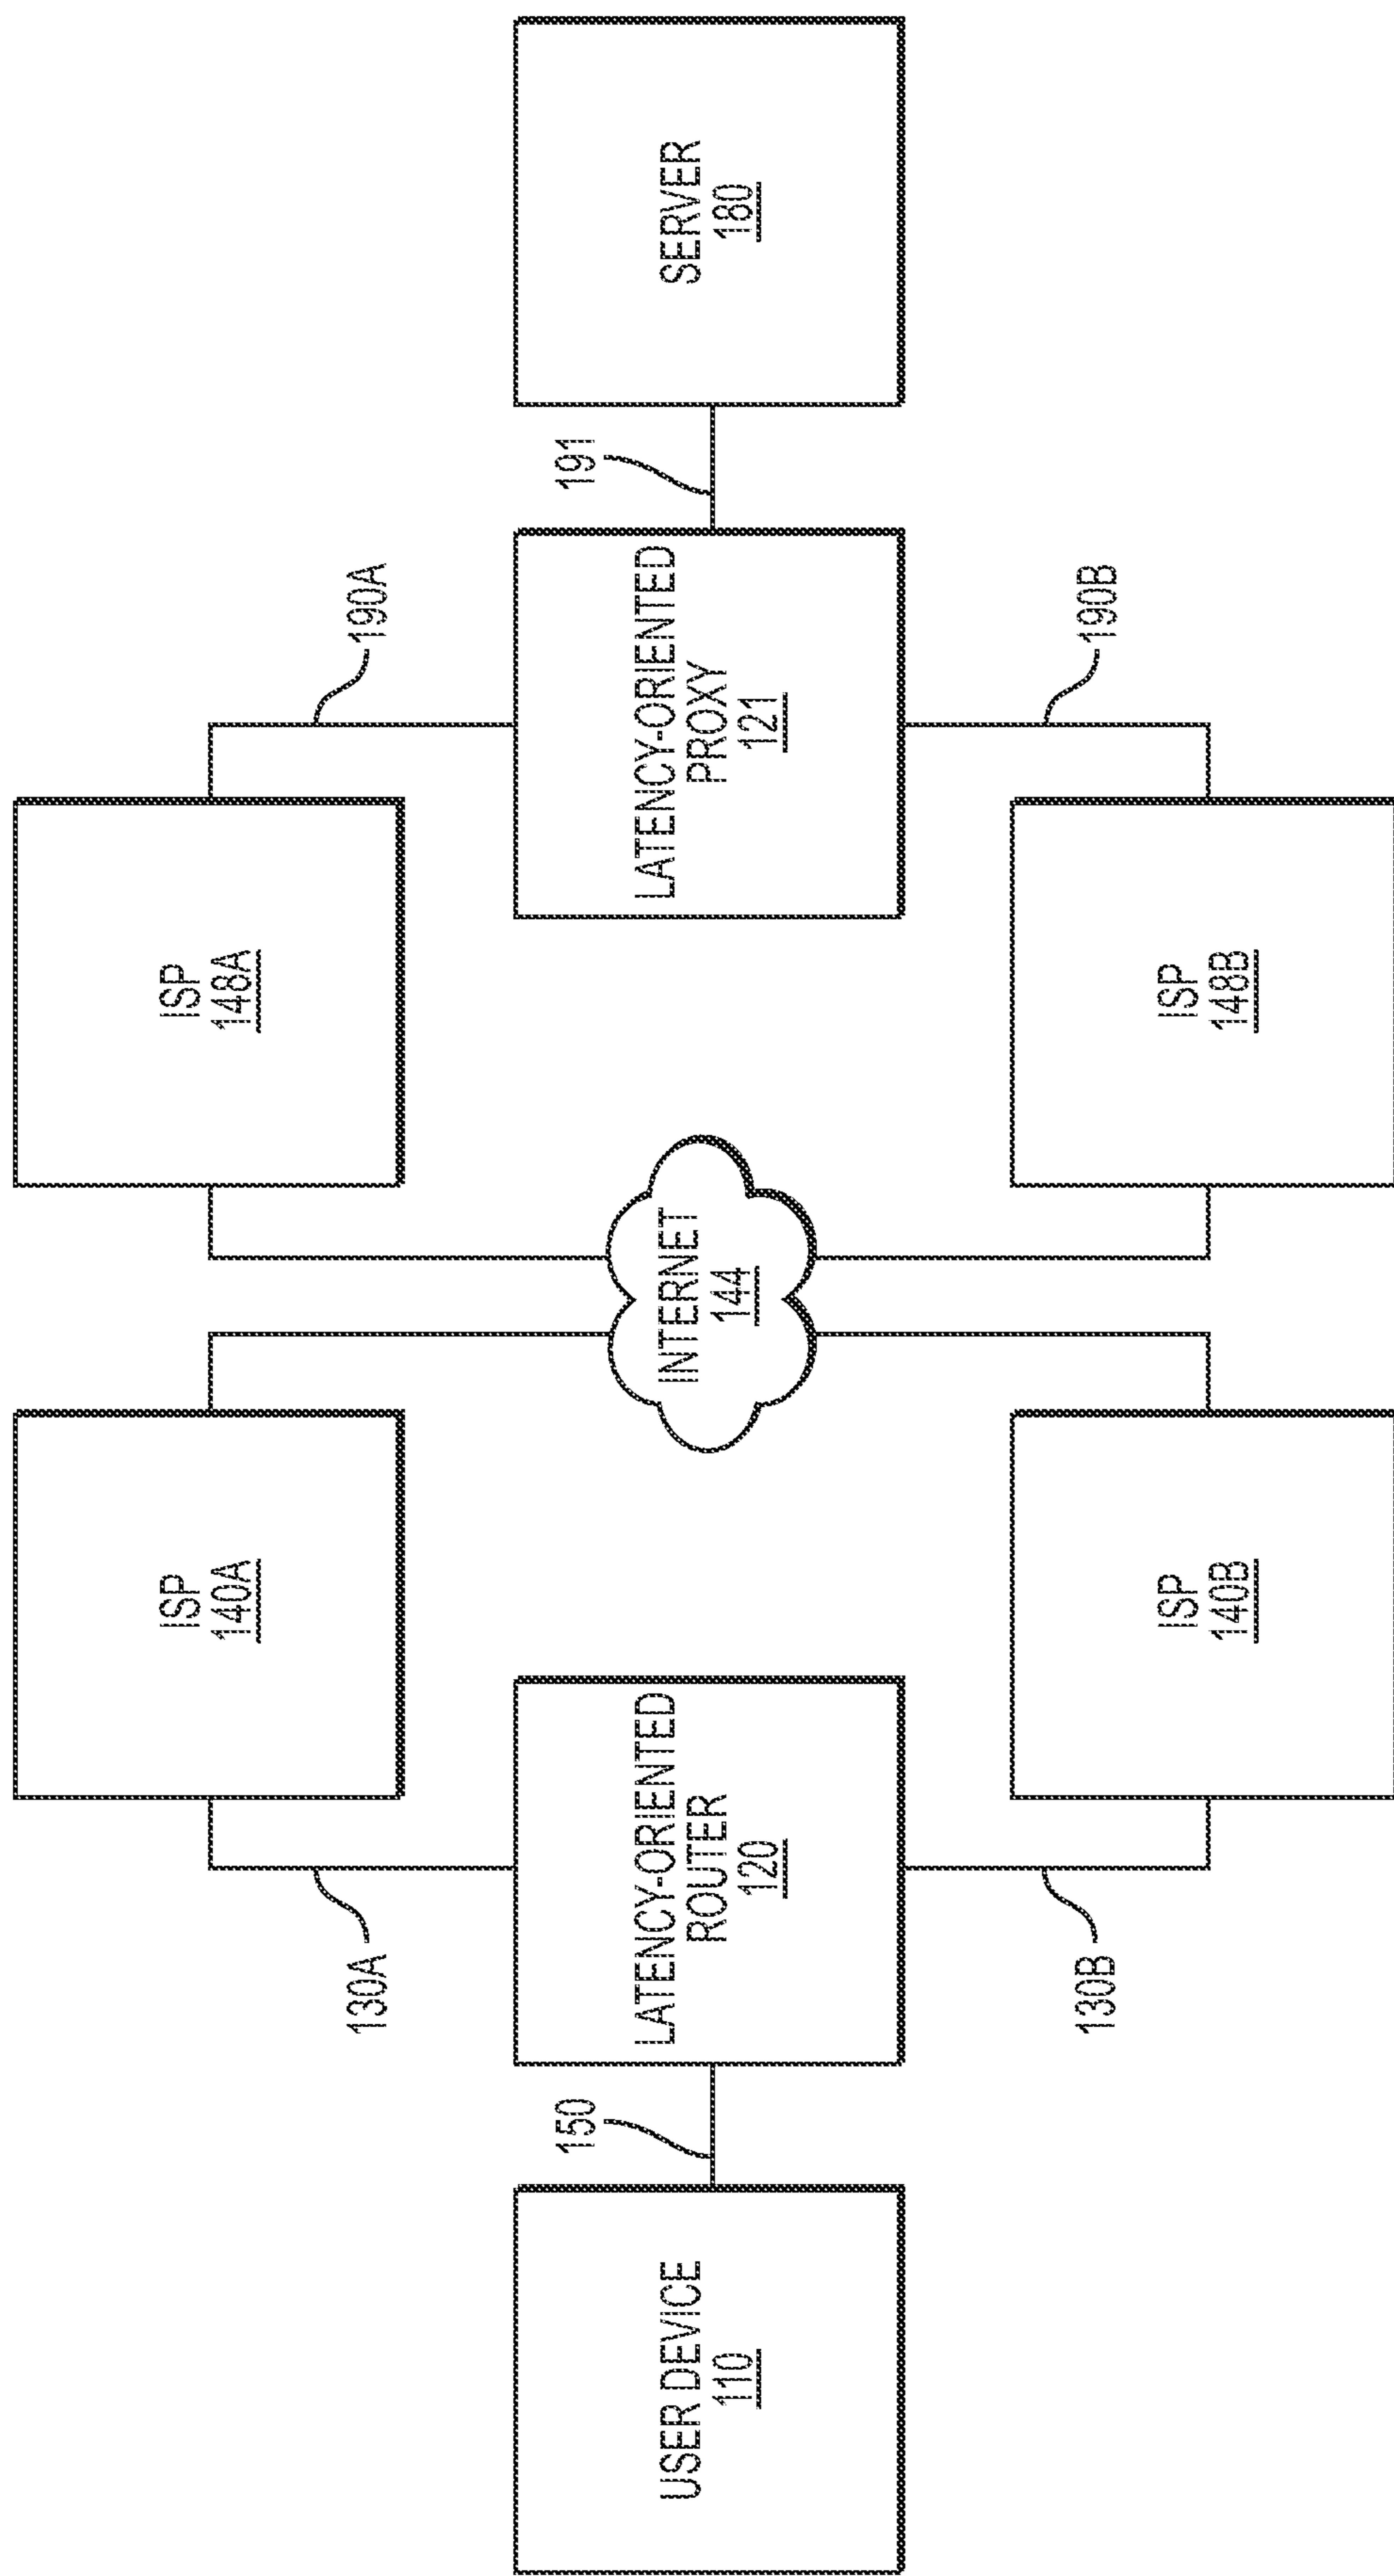 USER DEVICE
110
150
LATENCY-ORIENTED
ROUTER
120
130A
130B
ISP
140A
ISP
140B
INTERNET
144
ISP
148A
ISP
148B
190A
190B
LATENCY-ORIENTED
PROXY
121
191
SERVER
180